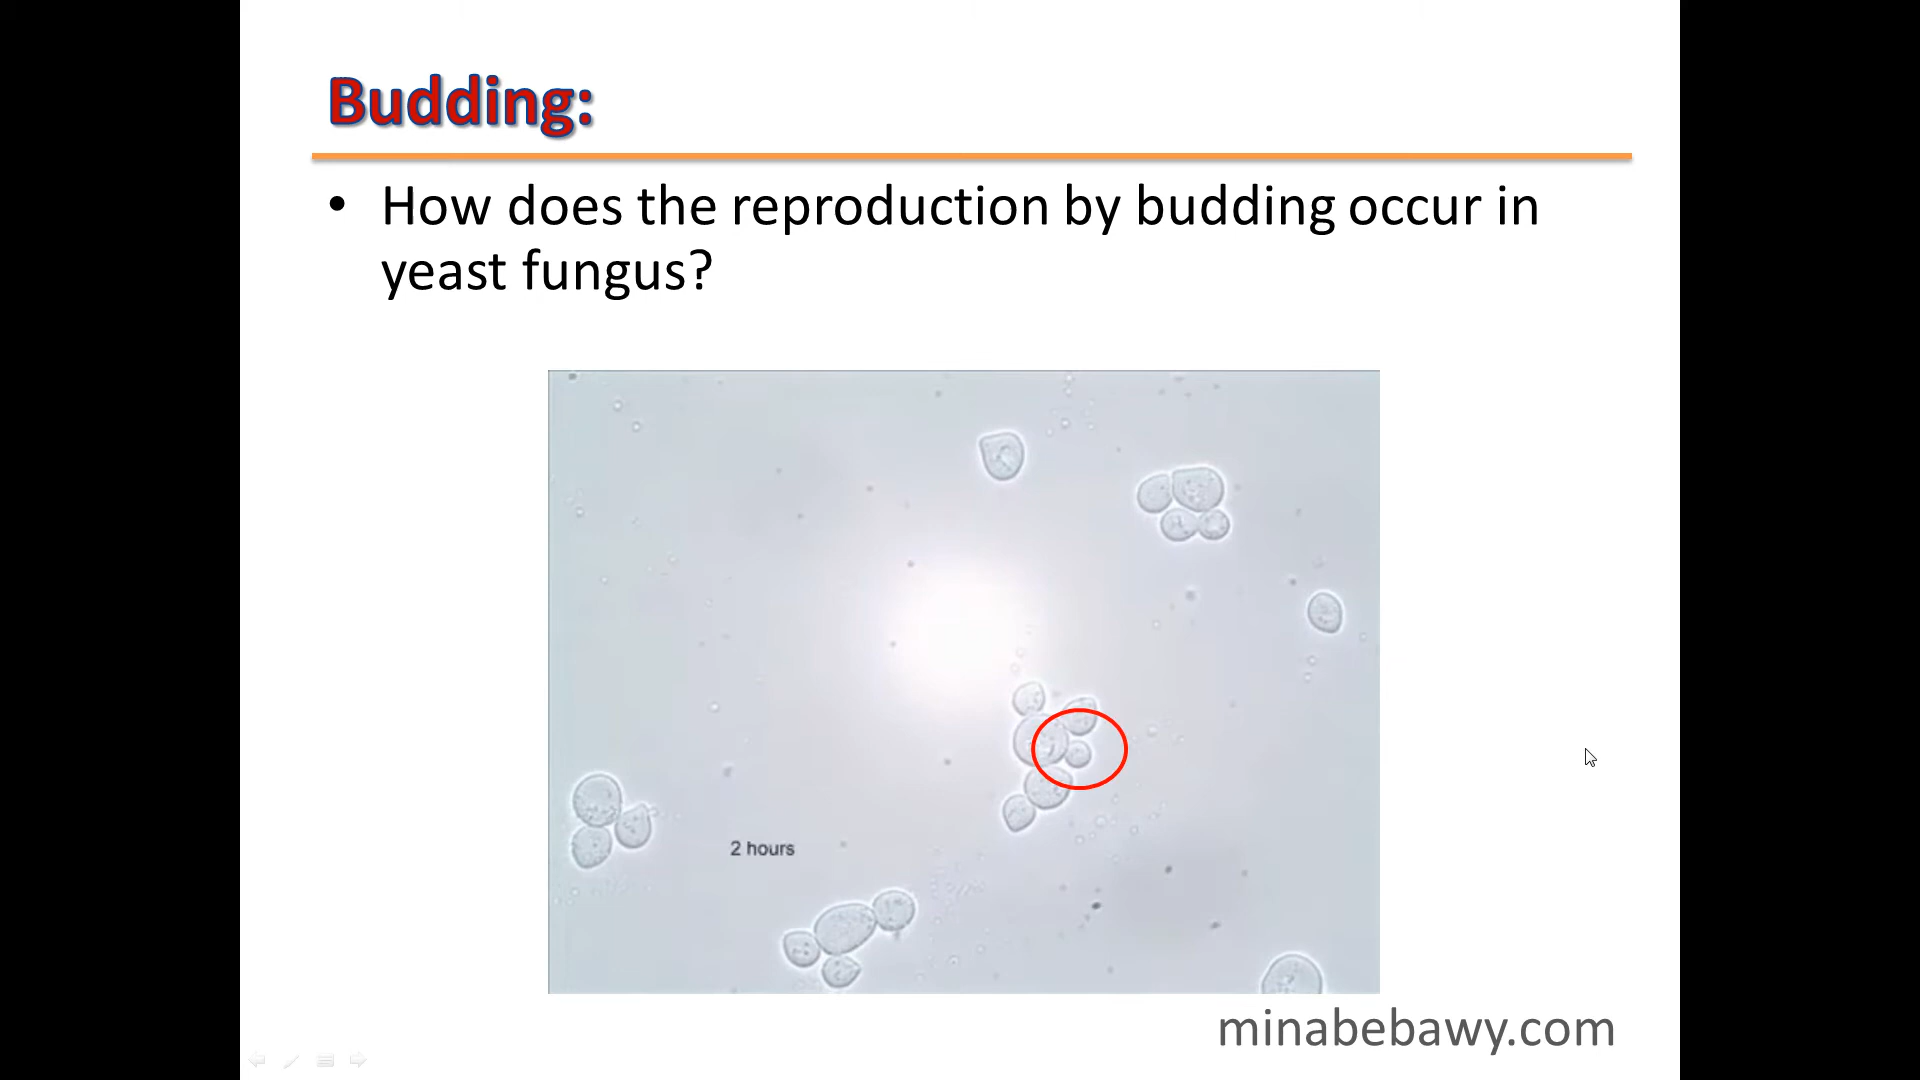 Budding:
• How does the reproduction by budding occur in
yeast fungus?
2 hours
minabebawy.com